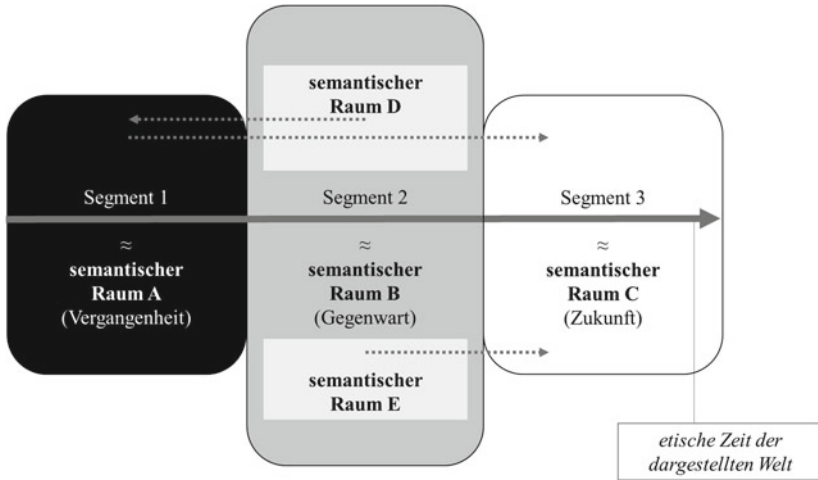 semantischer
Raum D
Segment 1
Segment 2
Segment 3
≈
semantischer
Raum A
(Vergangenheit)
≈
semantischer
Raum B
(Gegenwart)
≈
semantischer
Raum C
(Zukunft)
semantischer
Raum E
etische Zeit der
dargestellten Welt